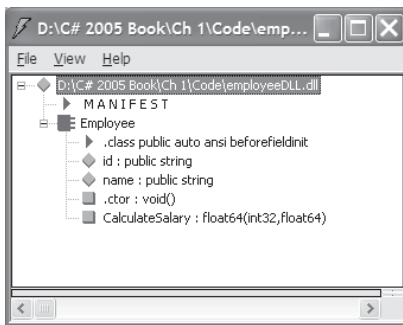 D:\C# 2005 Book\Ch 1\Code\emp...
File View Help
D:\C# 2005 Book\Ch 1\Code\employeeDLL.dll
MANIFEST
Employee
.class public auto ansi beforefieldinit
id : public string
name : public string
.ctor : void()
CalculateSalary : float64(int32,float64)